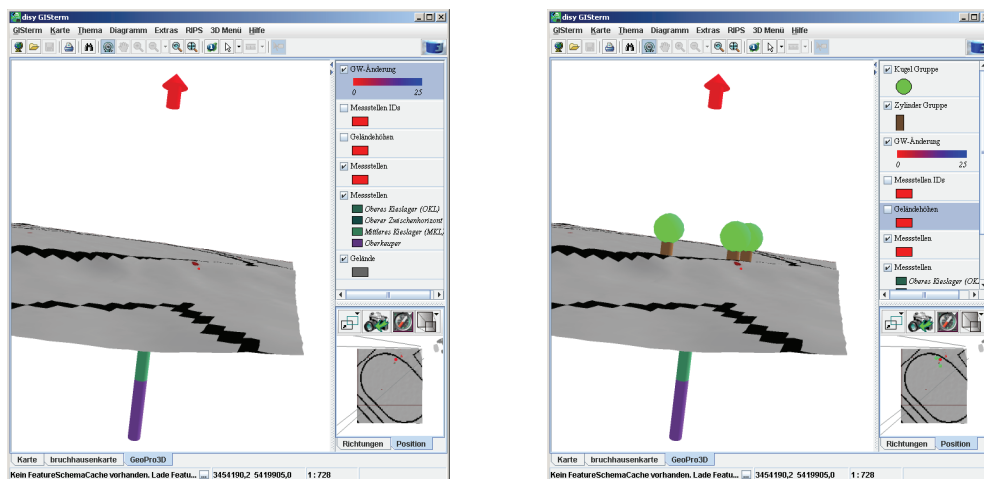 disy GISterm
GISterm Karte Thema Diagramm Extras RIPS 3D Menü Hilfe
GW-Änderung
0 25
Messstellen IDs
Geländehöhen
Messstellen
Messstellen
Oberes Kieslager (OKL)
Oberer Zwischenhorizont
Mittleres Kieslager (MKL)
Oberkeuper
Gelände
Richtungen Position
Karte bruchhausenkarte GeoPro3D
Kein FeatureSchemaCache vorhanden. Lade Featu... 3454190,2 5419905,0 1 : 728
disy GISterm
GISterm Karte Thema Diagramm Extras RIPS 3D Menü Hilfe
Kugel Gruppe
Zylinder Gruppe
GW-Änderung
0 25
Messstellen IDs
Geländehöhen
Messstellen
Messstellen
Oberes Kieslager (OK
Richtungen Position
Karte bruchhausenkarte GeoPro3D
Kein FeatureSchemaCache vorhanden. Lade Featu... 3454190,2 5419905,0 1 : 728